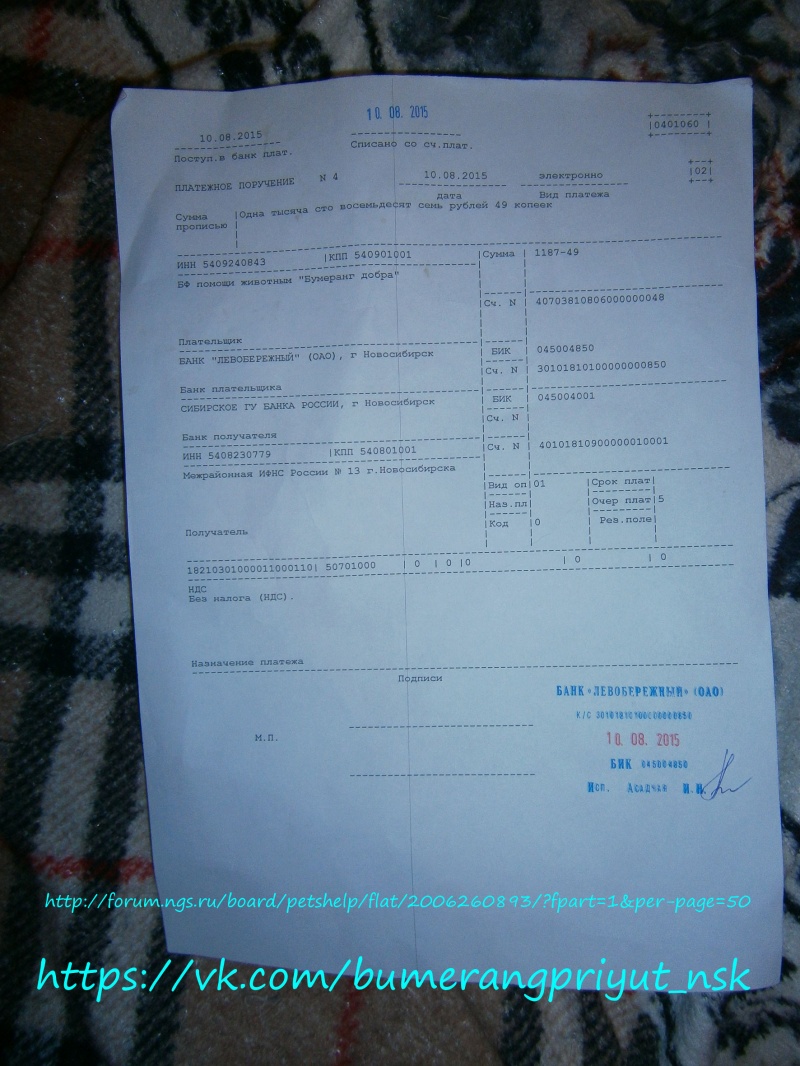 10.08.2015
10.08.2015 0401060
Поступ.в банк плат. Списано со сч.плат.
ПЛАТЕЖНОЕ ПОРУЧЕНИЕ N 4 10.08.2015 электронно 02
дата Вид платежа
Сумма Одна тысяча сто восемьдесят семь рублей 49 копеек
прописью
ИНН 5409240843 КПП 540901001 Сумма 1187-49
БФ помощи животным "Бумеранг добра"
Сч. N 40703810806000000048
Плательщик
БАНК "ЛЕВОБЕРЕЖНЫЙ" (ОАО), г Новосибирск БИК 045004850
Сч. N 30101810100000000850
Банк плательщика
СИБИРСКОЕ ГУ БАНКА РОССИИ, г Новосибирск БИК 045004001
Сч. N
Банк получателя
ИНН 5408230779 КПП 540801001 Сч. N 40101810900000010001
Межрайонная ИФНС России № 13 г.Новосибирска
Вид оп 01 Срок плат
Наз.пл Очер плат 5
Получатель Код 0 Рез.поле
18210301000011000110 50701000 0 0 0 0 0
НДС
Без налога (НДС).
Назначение платежа
Подписи
М.П.
БАНК «ЛЕВОБЕРЕЖНЫЙ» (ОАО)
К/С 30101810100000000850
10. 08. 2015
БИК 045004850
Исп. Асадчая И.И.
http://forum.ngs.ru/board/petshelp/flat/2006260893/?fpart=1&per-page=50
https://vk.com/bumerangpriyut_nsk